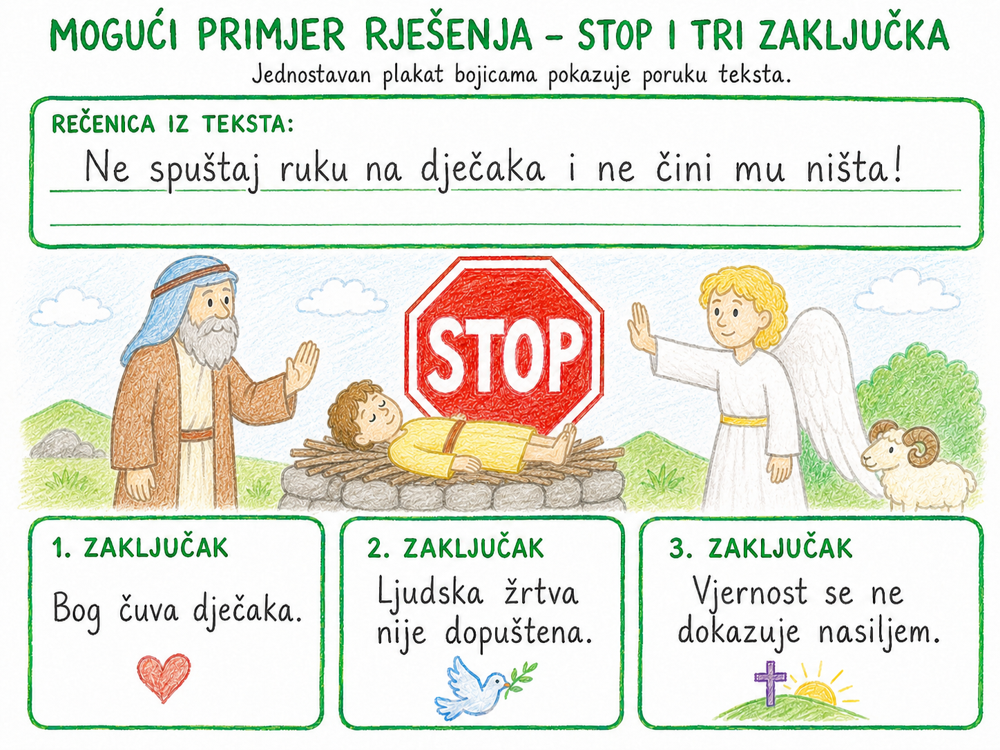 MOGUĆI PRIMJER RJEŠENJA – STOP I TRI ZAKLJUČKA
Jednostavan plakat bojicama pokazuje poruku teksta.
REČENICA IZ TEKSTA:
Ne spuštaj ruku na dječaka i ne čini mu ništa!
STOP
1. ZAKLJUČAK
Bog čuva dječaka.
2. ZAKLJUČAK
Ljudska žrtva
nije dopuštena.
3. ZAKLJUČAK
Vjernost se ne
dokazuje nasiljem.